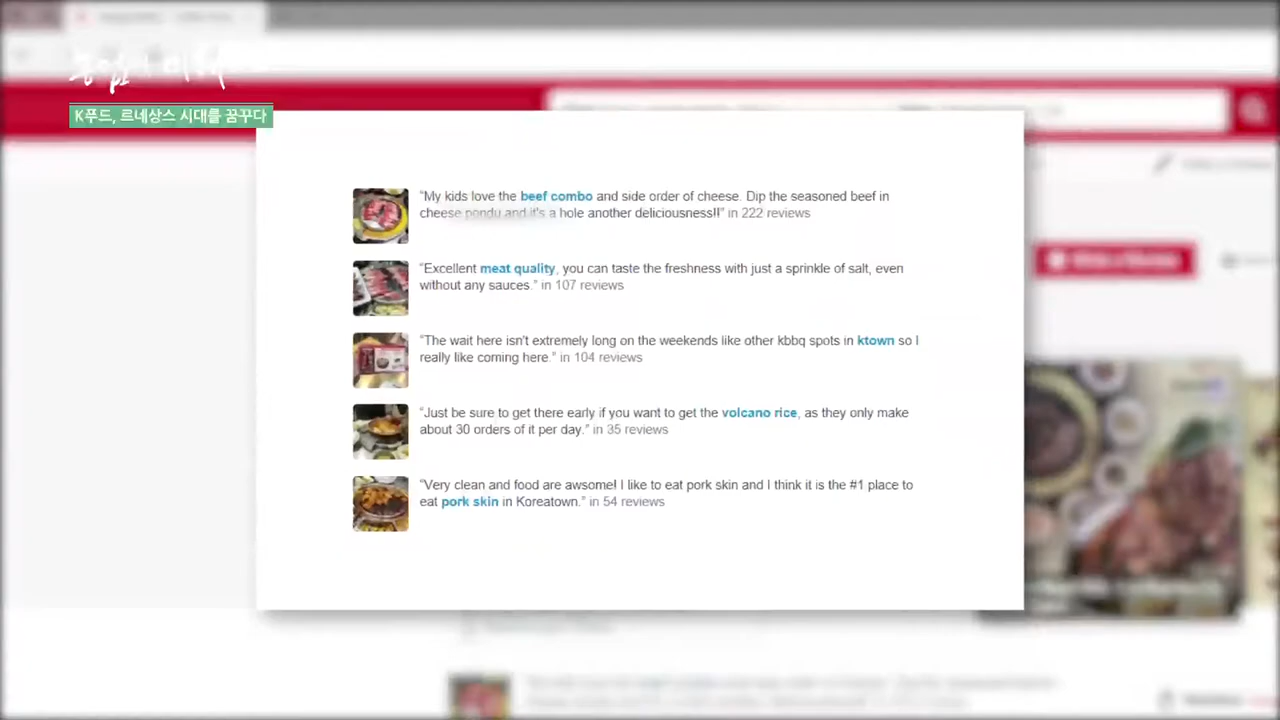 K푸드, 르네상스 시대를 꿈꾸다
“My kids love the beef combo and side order of cheese. Dip the seasoned beef in
cheese pondu and it's a hole another deliciousness!!” in 222 reviews
“Excellent meat quality, you can taste the freshness with just a sprinkle of salt, even
without any sauces.” in 107 reviews
“The wait here isn't extremely long on the weekends like other kbbq spots in ktown so I
really like coming here.” in 104 reviews
“Just be sure to get there early if you want to get the volcano rice, as they only make
about 30 orders of it per day.” in 35 reviews
“Very clean and food are awsome! I like to eat pork skin and I think it is the #1 place to
eat pork skin in Koreatown.” in 54 reviews